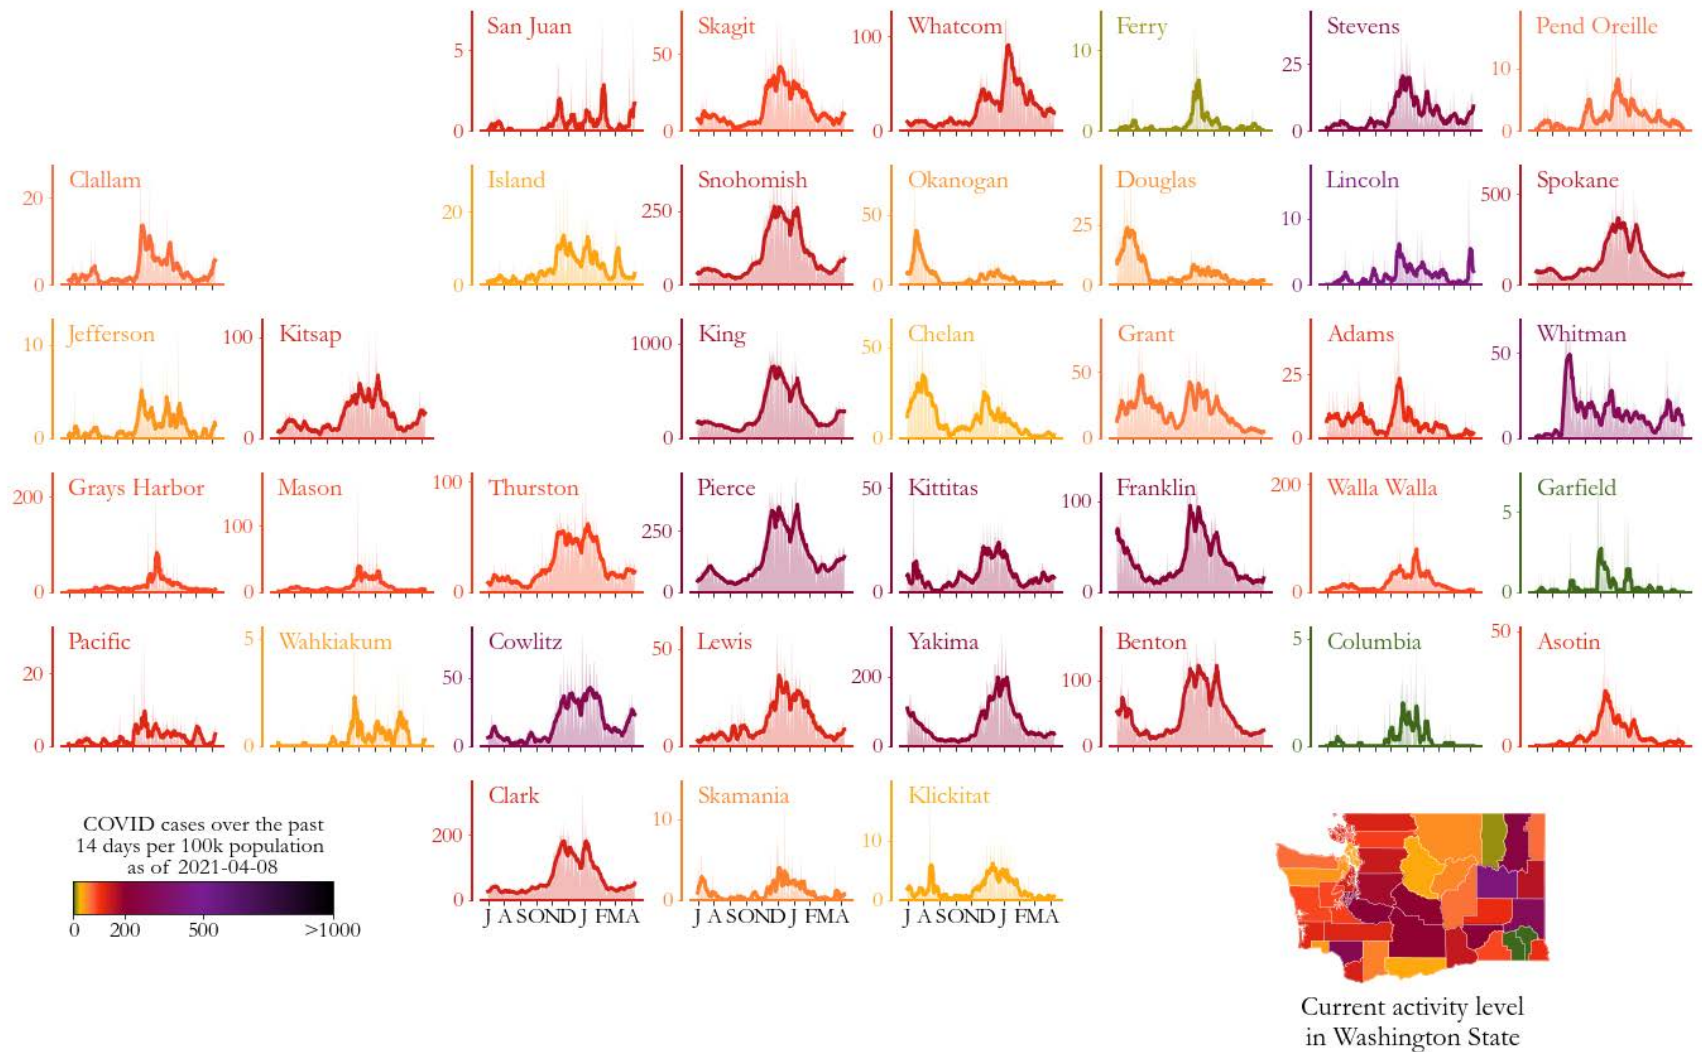 San Juan
5
0
Skagit
50
0
Whatcom
100
0
Ferry
10
0
Stevens
25
0
Pend Oreille
10
0
Clallam
20
0
Island
20
0
Snohomish
250
0
Okanogan
50
0
Douglas
25
0
Lincoln
10
0
Spokane
500
0
Jefferson
10
0
Kitsap
100
0
King
1000
0
Chelan
50
0
Grant
50
0
Adams
25
0
Whitman
50
0
Grays Harbor
200
0
Mason
100
0
Thurston
100
0
Pierce
250
0
Kittitas
50
0
Franklin
100
0
Walla Walla
200
0
Garfield
5
0
Pacific
20
0
Wahkiakum
5
0
Cowlitz
50
0
Lewis
50
0
Yakima
200
0
Benton
100
0
Columbia
5
0
Asotin
50
0
Clark
200
0
J A SOND J FMA
Skamania
10
0
J A SOND J FMA
Klickitat
10
0
J A SOND J FMA
COVID cases over the past
14 days per 100k population
as of 2021-04-08
0 200 500 >1000
Current activity level
in Washington State